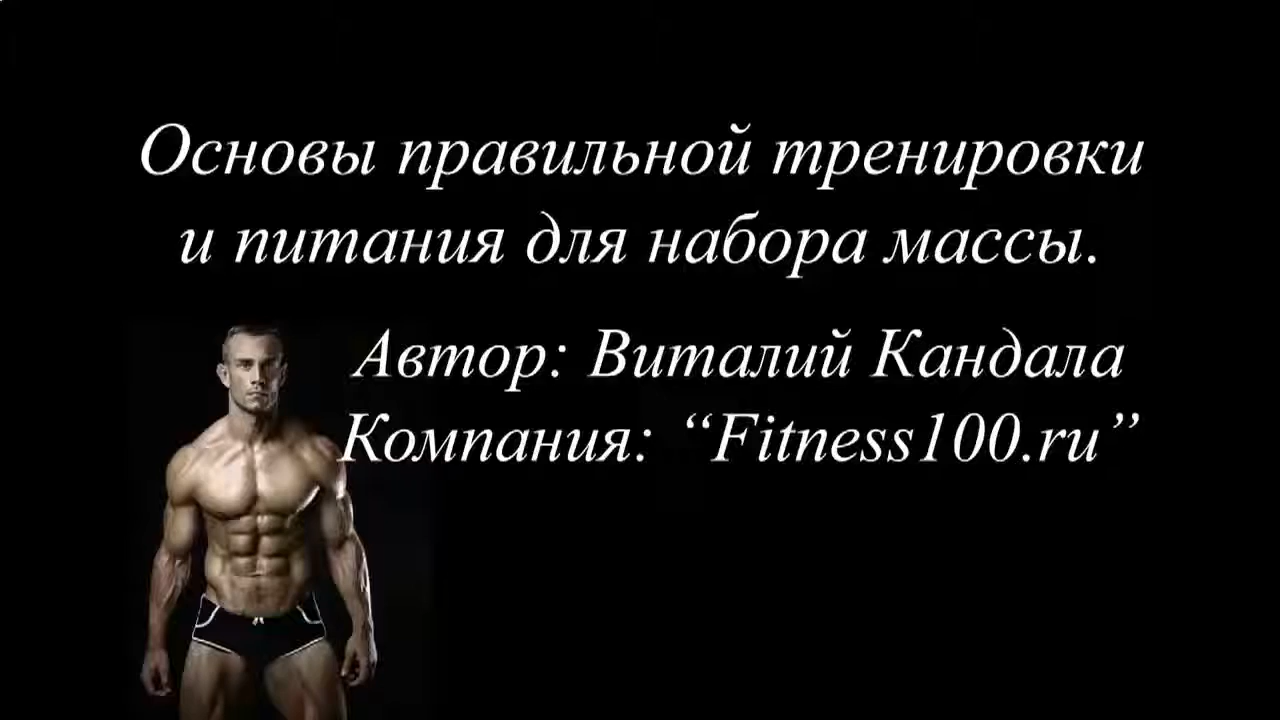 Основы правильной тренировки
и питания для набора массы.
Автор: Виталий Кандала
Компания: “Fitness100.ru”